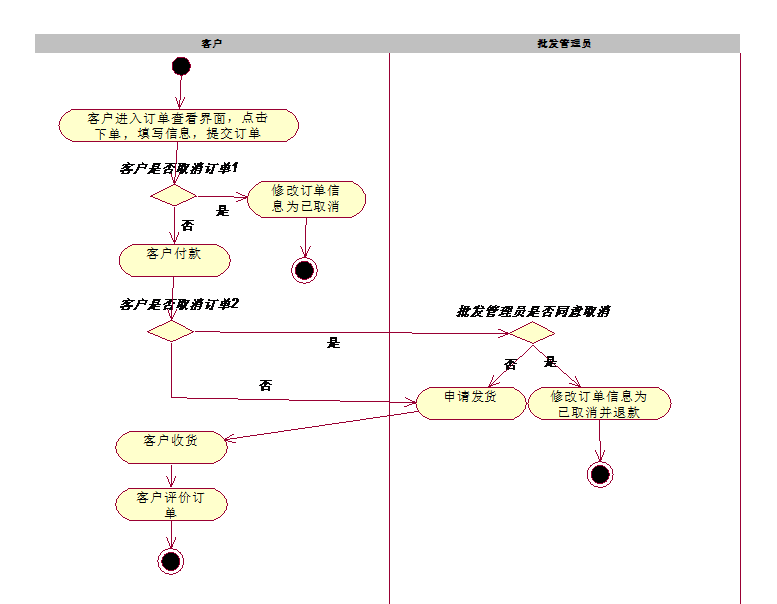 客户
批发管理员
客户进入订单查看界面，点击
下单，填写信息，提交订单
客户是否取消订单1
修改订单信
息为已取消
是
否
客户付款
客户是否取消订单2
批发管理员是否同意取消
是
否
是
否
申请发货
修改订单信息为
已取消并退款
客户收货
客户评价订
单